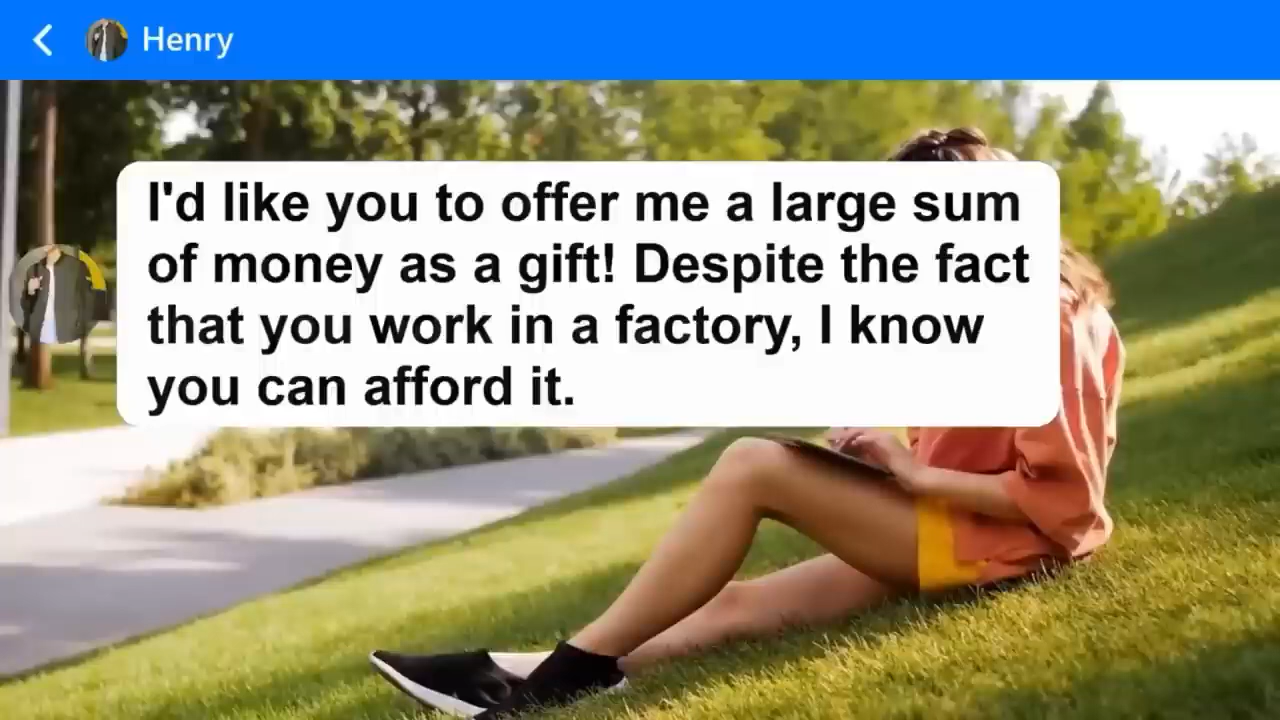 Henry
I'd like you to offer me a large sum
of money as a gift! Despite the fact
that you work in a factory, I know
you can afford it.